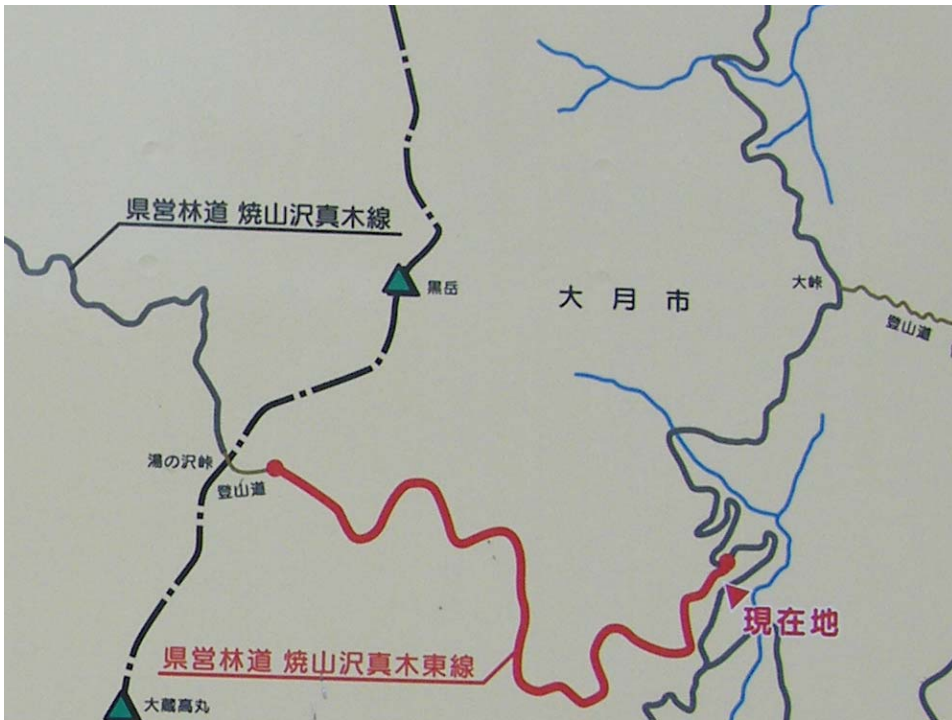 県営林道 焼山沢真木線
黒岳
大月市
大峠
登山道
湯の沢峠
登山道
現在地
県営林道 焼山沢真木東線
大蔵高丸